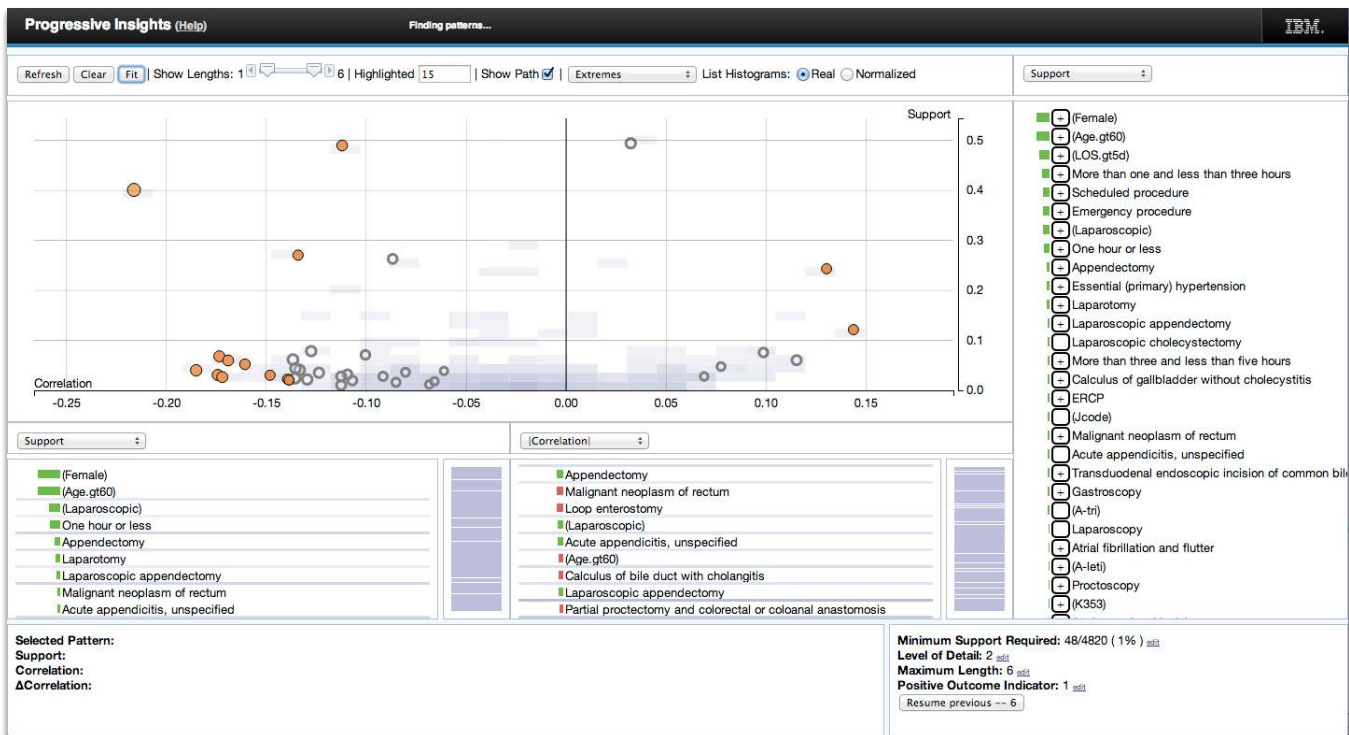 Progressive Insights (Help)
Finding patterns...
IBM.
Refresh Clear Fit | Show Lengths: 1 6 | Highlighted 15 | Show Path | Extremes List Histograms: Real Normalized
Support
Support
0.5
0.4
0.3
0.2
0.1
0.0
Correlation
-0.25 -0.20 -0.15 -0.10 -0.05 0.00 0.05 0.10 0.15
+ (Female)
+ (Age.gt60)
+ (LOS.gt5d)
+ More than one and less than three hours
+ Scheduled procedure
+ Emergency procedure
+ (Laparoscopic)
+ One hour or less
+ Appendectomy
+ Essential (primary) hypertension
+ Laparotomy
+ Laparoscopic appendectomy
Laparoscopic cholecystectomy
+ More than three and less than five hours
+ Calculus of gallbladder without cholecystitis
+ ERCP
(Jcode)
+ Malignant neoplasm of rectum
Acute appendicitis, unspecified
+ Transduodenal endoscopic incision of common bil
+ Gastroscopy
(A-tri)
Laparoscopy
+ Atrial fibrillation and flutter
+ (A-leti)
+ Proctoscopy
+ (K353)
Support
(Female)
(Age.gt60)
(Laparoscopic)
One hour or less
Appendectomy
Laparotomy
Laparoscopic appendectomy
Malignant neoplasm of rectum
Acute appendicitis, unspecified
|Correlation|
Appendectomy
Malignant neoplasm of rectum
Loop enterostomy
(Laparoscopic)
Acute appendicitis, unspecified
(Age.gt60)
Calculus of bile duct with cholangitis
Laparoscopic appendectomy
Partial proctectomy and colorectal or coloanal anastomosis
Selected Pattern:
Support:
Correlation:
ΔCorrelation:
Minimum Support Required: 48/4820 ( 1% ) edit
Level of Detail: 2 edit
Maximum Length: 6 edit
Positive Outcome Indicator: 1 edit
Resume previous -- 6